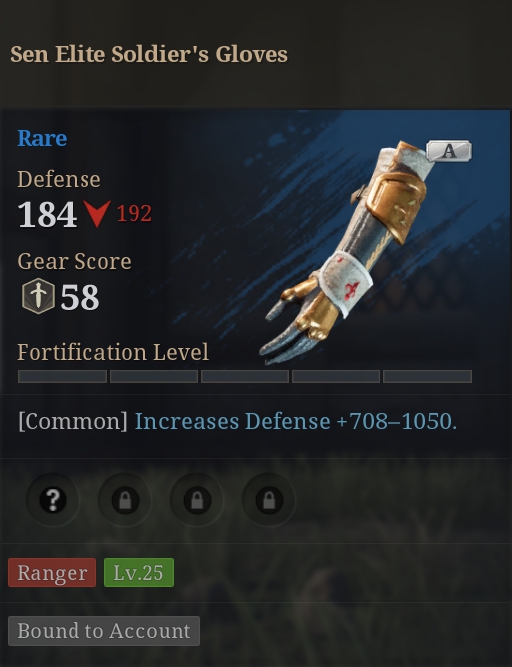 Sen Elite Soldier's Gloves
Rare
A
Defense
184 192
Gear Score
58
Fortification Level
[Common] Increases Defense +708–1050.
?
Ranger Lv.25
Bound to Account